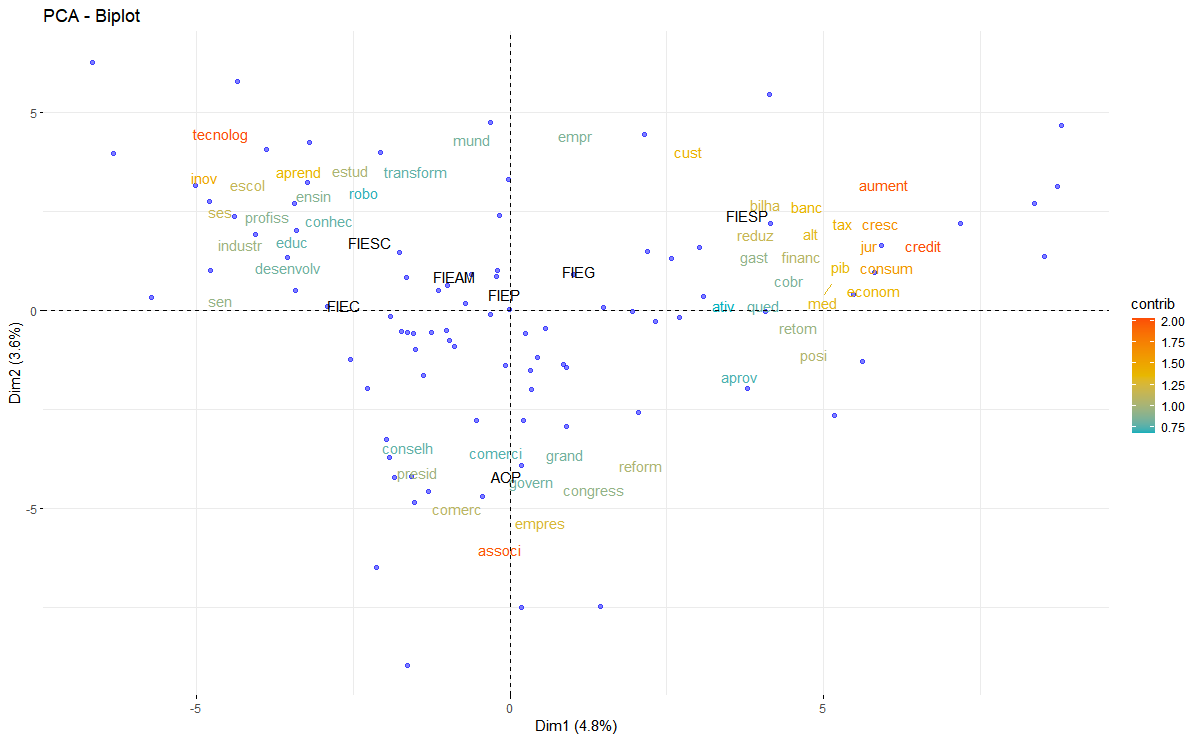 PCA - Biplot
tecnolog
mund
empr
cust
inov
escol
aprend
estud
transform
robo
ensin
aument
ses
profiss
conhec
bilha
banc
FIESP
tax
cresc
industr
educ
FIESC
reduz
alt
jur
credit
desenvolv
FIEAM
FIEG
gast
financ
pib
consum
cobr
sen
FIEC
FIEP
ativ
qued
med
econom
retom
posi
aprov
conselh
comerci
grand
presid
ACP
govern
reform
congress
comerc
empres
associ
5
0
-5
Dim2 (3.6%)
-5
0
5
Dim1 (4.8%)
contrib
2.00
1.75
1.50
1.25
1.00
0.75